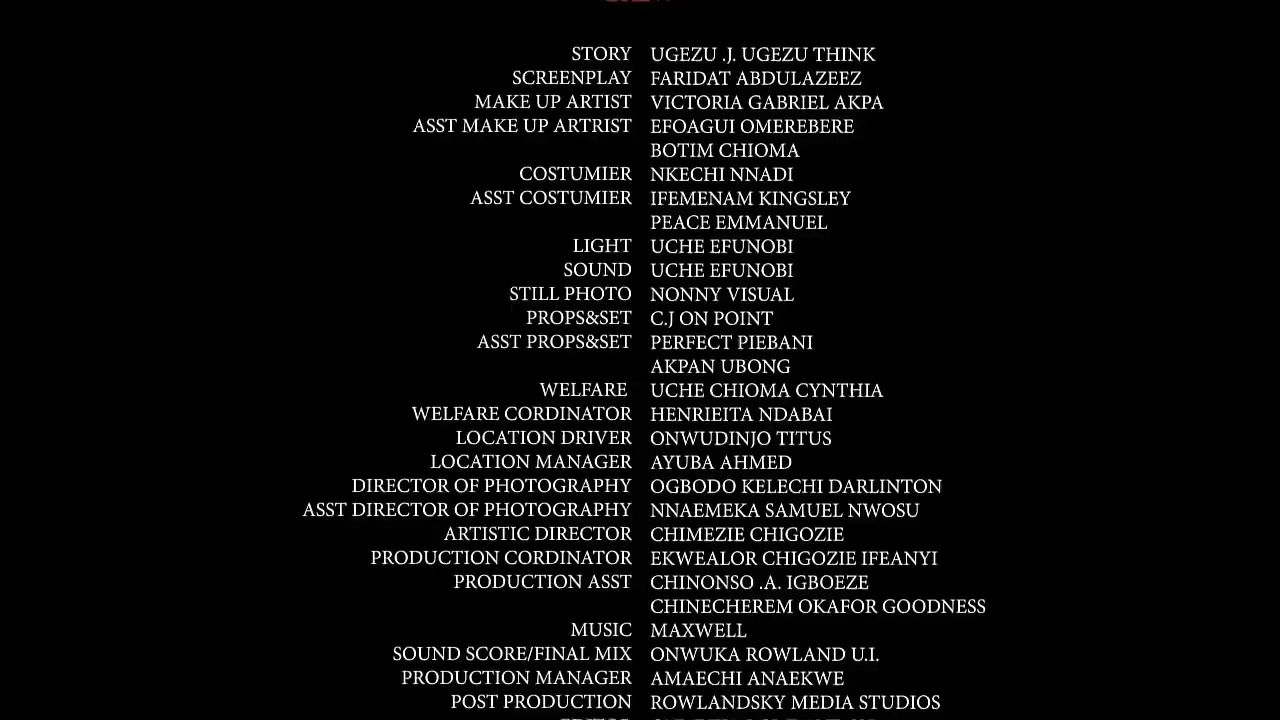 STORY UGEZU .J. UGEZU THINK
SCREENPLAY FARIDAT ABDULAZEEZ
MAKE UP ARTIST VICTORIA GABRIEL AKPA
ASST MAKE UP ARTRIST EFOAGUI OMEREBERE
BOTIM CHIOMA
COSTUMIER NKECHI NNADI
ASST COSTUMIER IFEMENAM KINGSLEY
PEACE EMMANUEL
LIGHT UCHE EFUNOBI
SOUND UCHE EFUNOBI
STILL PHOTO NONNY VISUAL
PROPS&SET C.J ON POINT
ASST PROPS&SET PERFECT PIEBANI
AKPAN UBONG
WELFARE UCHE CHIOMA CYNTHIA
WELFARE CORDINATOR HENRIEITA NDABAI
LOCATION DRIVER ONWUDINJO TITUS
LOCATION MANAGER AYUBA AHMED
DIRECTOR OF PHOTOGRAPHY OGBODO KELECHI DARLINTON
ASST DIRECTOR OF PHOTOGRAPHY NNAEMEKA SAMUEL NWOSU
ARTISTIC DIRECTOR CHIMEZIE CHIGOZIE
PRODUCTION CORDINATOR EKWEALOR CHIGOZIE IFEANYI
PRODUCTION ASST CHINONSO .A. IGBOEZE
CHINECHEREM OKAFOR GOODNESS
MUSIC MAXWELL
SOUND SCORE/FINAL MIX ONWUKA ROWLAND U.I.
PRODUCTION MANAGER AMAECHI ANAEKWE
POST PRODUCTION ROWLANDSKY MEDIA STUDIOS